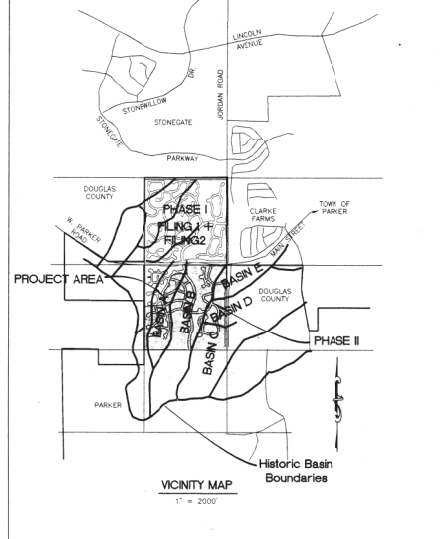 LINCOLN
AVENUE
JORDAN ROAD
DR.
STONEWILLOW
STONEGATE
STONEGATE
PARKWAY
DOUGLAS
COUNTY
PHASE I
FILING 1 +
FILING 2
CLARKE
FARMS
TOWN OF
PARKER
MAIN STREET
W. PARKER
ROAD
PROJECT AREA
BASIN A
BASIN B
BASIN C
BASIN D
BASIN E
DOUGLAS
COUNTY
PHASE II
PARKER
Historic Basin
Boundaries
VICINITY MAP
1" = 2000'